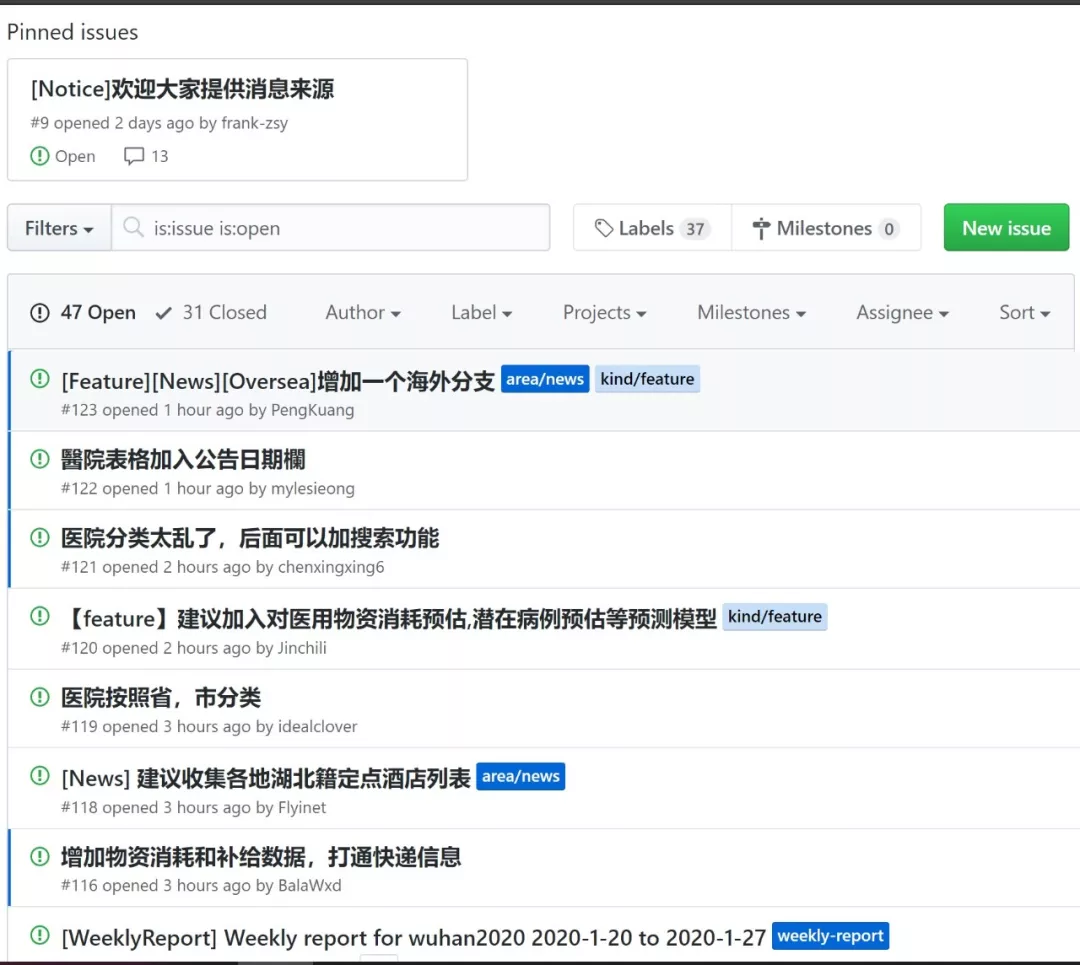 Pinned issues
[Notice]欢迎大家提供消息来源
#9 opened 2 days ago by frank-zsy
Open 13
Filters is:issue is:open Labels 37 Milestones 0 New issue
47 Open 31 Closed Author Label Projects Milestones Assignee Sort
[Feature][News][Oversea]增加一个海外分支 area/news kind/feature
#123 opened 1 hour ago by PengKuang
醫院表格加入公告日期欄
#122 opened 1 hour ago by mylesieong
医院分类太乱了，后面可以加搜索功能
#121 opened 2 hours ago by chenxingxing6
【feature】建议加入对医用物资消耗预估,潜在病例预估等预测模型 kind/feature
#120 opened 2 hours ago by Jinchili
医院按照省，市分类
#119 opened 3 hours ago by idealclover
[News] 建议收集各地湖北籍定点酒店列表 area/news
#118 opened 3 hours ago by Flyinet
增加物资消耗和补给数据，打通快递信息
#116 opened 3 hours ago by BalaWxd
[WeeklyReport] Weekly report for wuhan2020 2020-1-20 to 2020-1-27 weekly-report